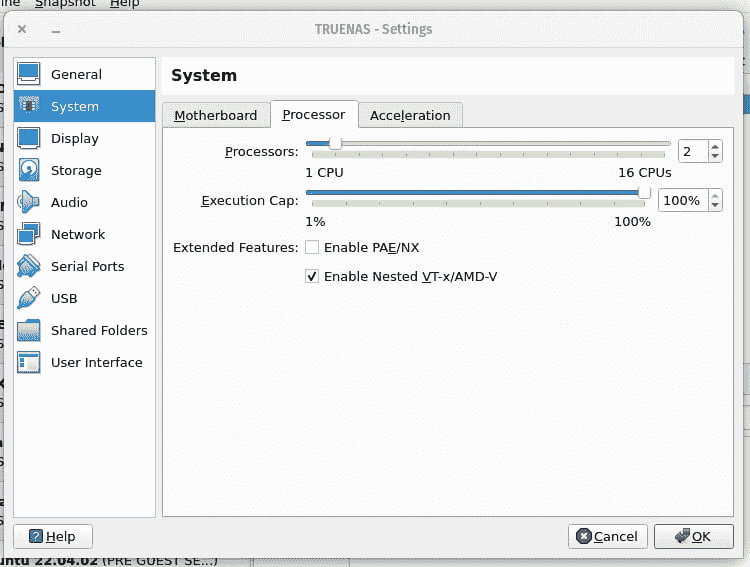 Snapshot Help
TRUENAS - Settings
General
System
Display
Storage
Audio
Network
Serial Ports
USB
Shared Folders
User Interface
System
Motherboard Processor Acceleration
Processors: 2
1 CPU 16 CPUs
Execution Cap: 100%
1% 100%
Extended Features: Enable PAE/NX
Enable Nested VT-x/AMD-V
Help Cancel OK
22.04.02 (PRE GUEST SE...)